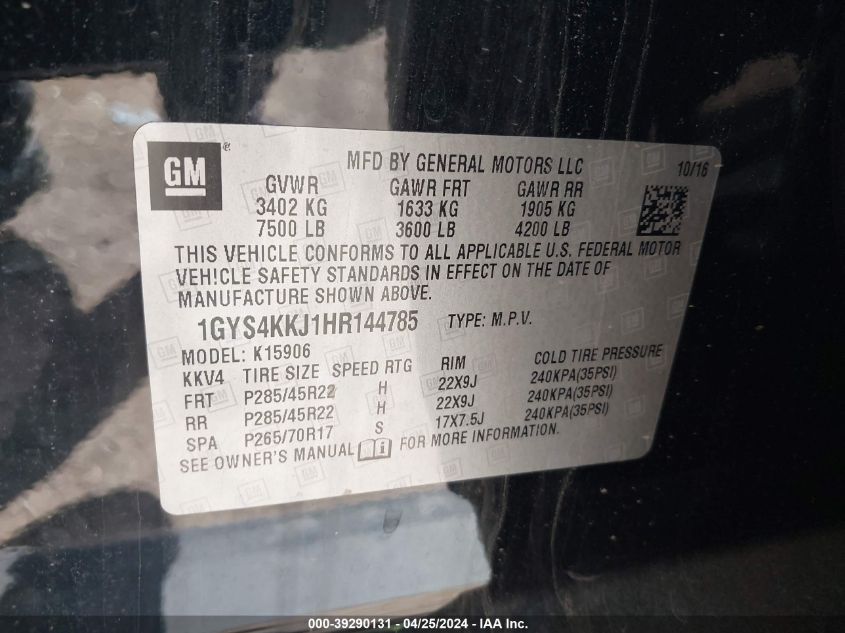 GM
MFD BY GENERAL MOTORS LLC 10/16
GVWR GAWR FRT GAWR RR
3402 KG 1633 KG 1905 KG
7500 LB 3600 LB 4200 LB
THIS VEHICLE CONFORMS TO ALL APPLICABLE U.S. FEDERAL MOTOR
VEHICLE SAFETY STANDARDS IN EFFECT ON THE DATE OF
MANUFACTURE SHOWN ABOVE.
1GYS4KKJ1HR144785 TYPE: M.P.V.
MODEL: K15906
KKV4 TIRE SIZE SPEED RTG RIM COLD TIRE PRESSURE
FRT P285/45R22 H 22X9J 240KPA(35PSI)
RR P285/45R22 H 22X9J 240KPA(35PSI)
SPA P265/70R17 S 17X7.5J 240KPA(35PSI)
SEE OWNER'S MANUAL FOR MORE INFORMATION.
000-39290131 - 04/25/2024 - IAA Inc.